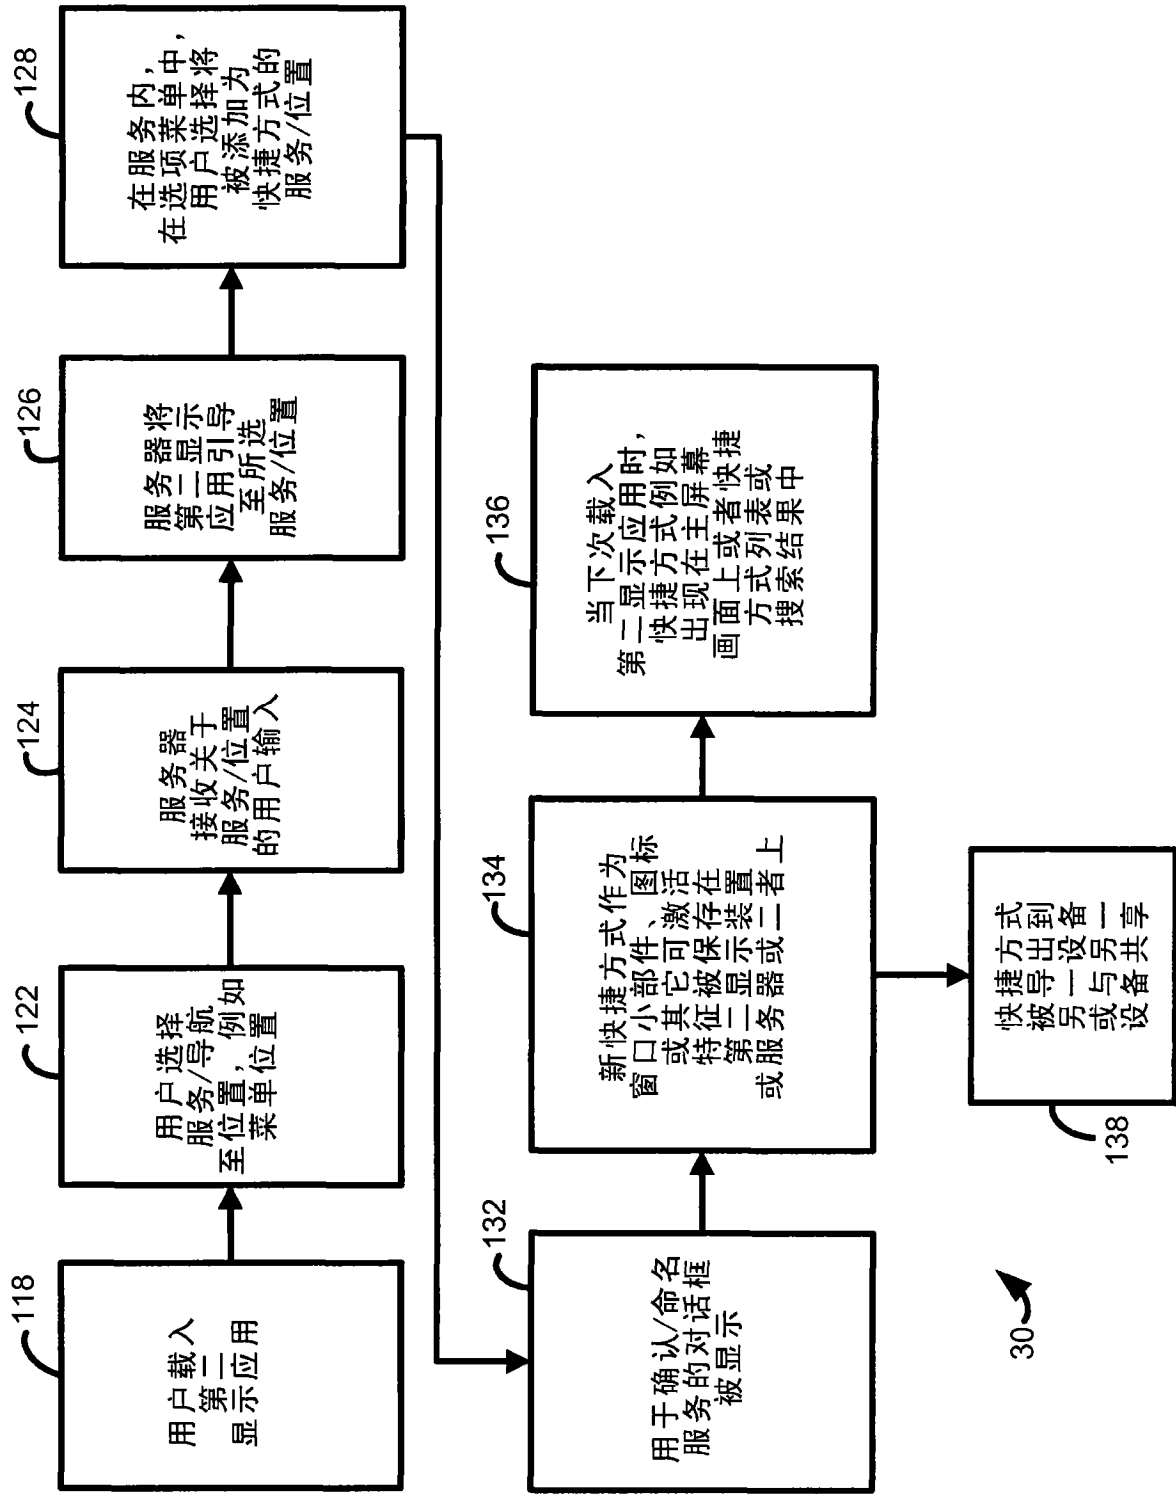 118
用户载入
第二
显示应用
122
用户选择
服务/导航
至位置,例如
菜单位置
124
服务器
接收关于
服务/位置
的用户输入
126
服务器将
第二显示
应用引导
至所选
服务/位置
128
在服务内,
在选项菜单中,
用户选择将
被添加为
快捷方式的
服务/位置
132
用于确认/命名
服务的对话框
被显示
134
新快捷方式作为
窗口小部件、图标
或其它可激活
特征被保存在
第二显示装置
或服务器或二者上
136
当下次载入
第二显示应用时,
快捷方式例如
出现在主屏幕
画面上或者快捷
方式列表或
搜索结果中
138
快捷方式
被导出到
另一设备
或与另一
设备共享
30